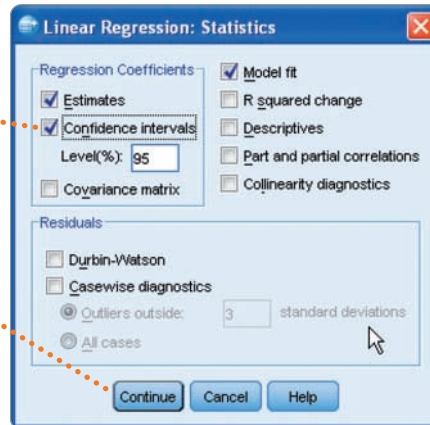 Linear Regression: Statistics
Regression Coefficients
Estimates
Confidence intervals
Level(%): 95
Covariance matrix
Model fit
R squared change
Descriptives
Part and partial correlations
Collinearity diagnostics
Residuals
Durbin-Watson
Casewise diagnostics
Outliers outside: 3 standard deviations
All cases
Continue Cancel Help